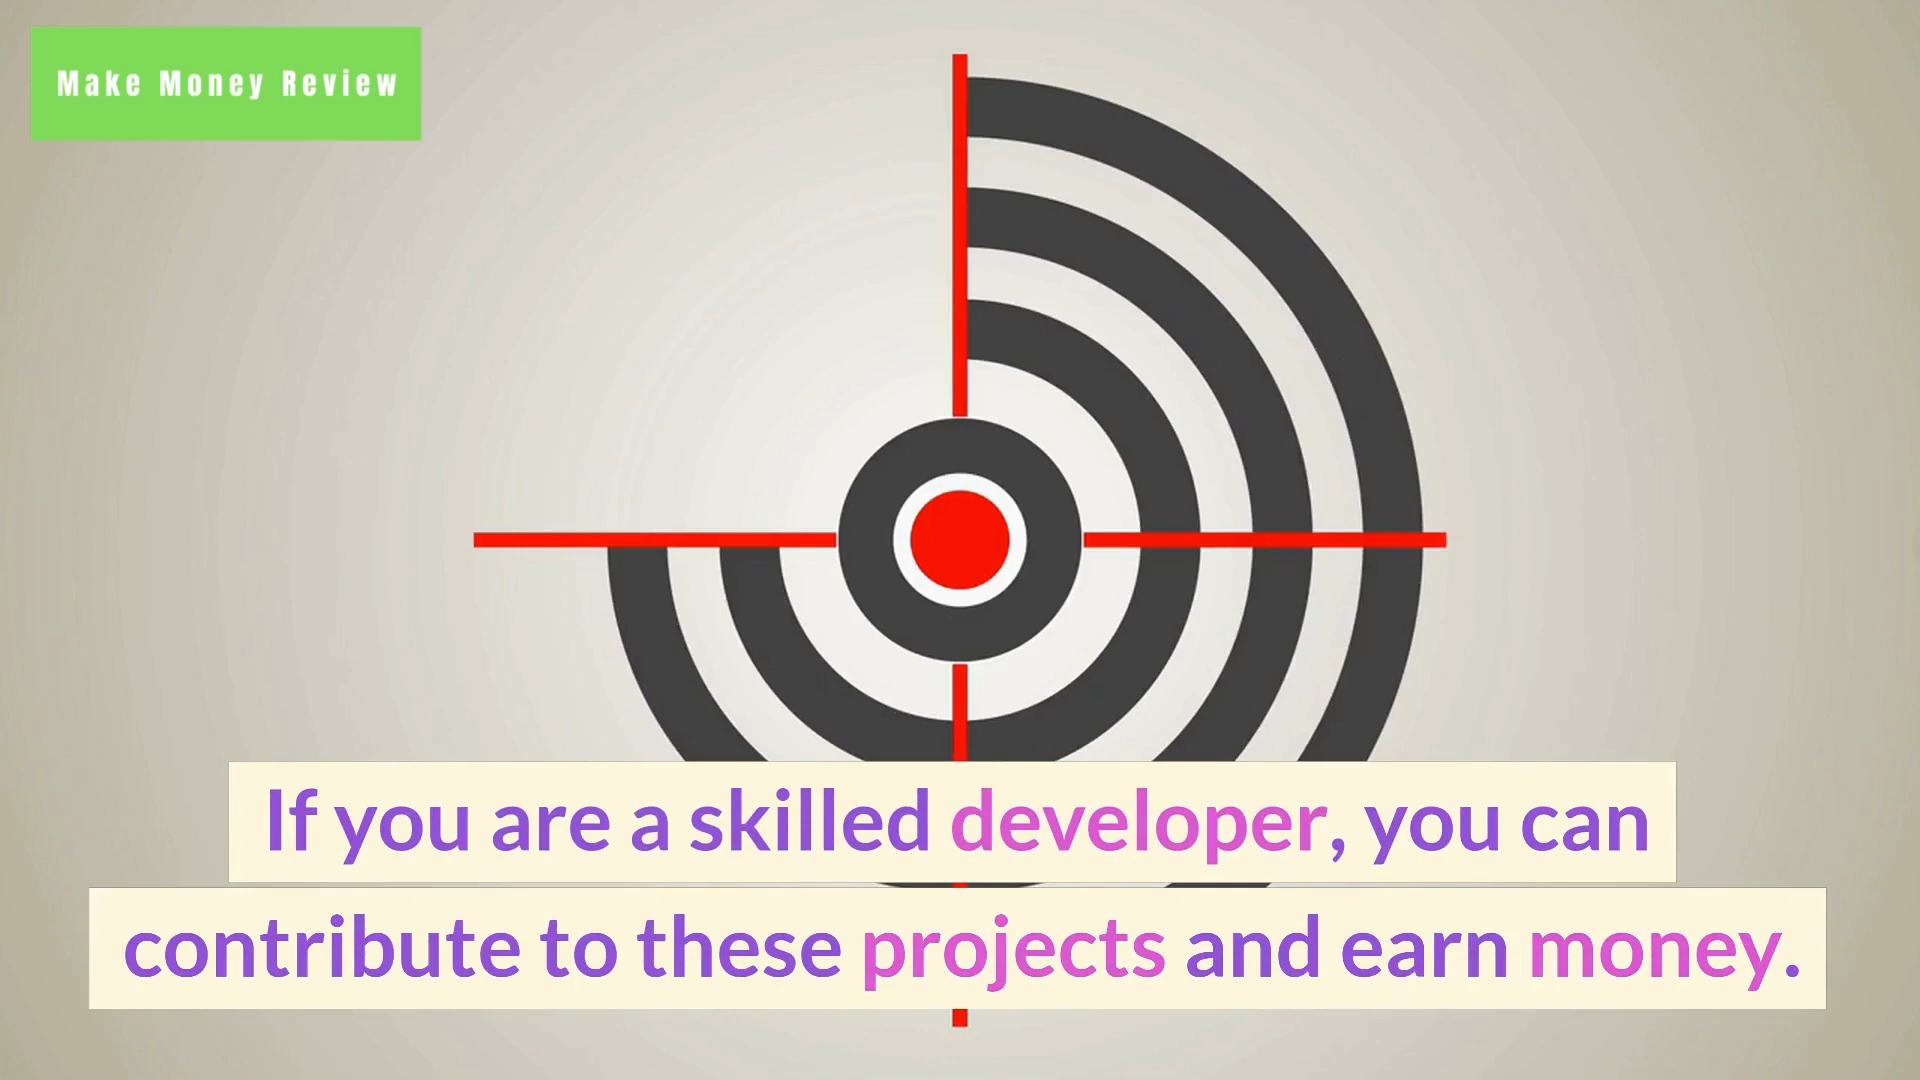 Make Money Review
If you are a skilled developer, you can
contribute to these projects and earn money.